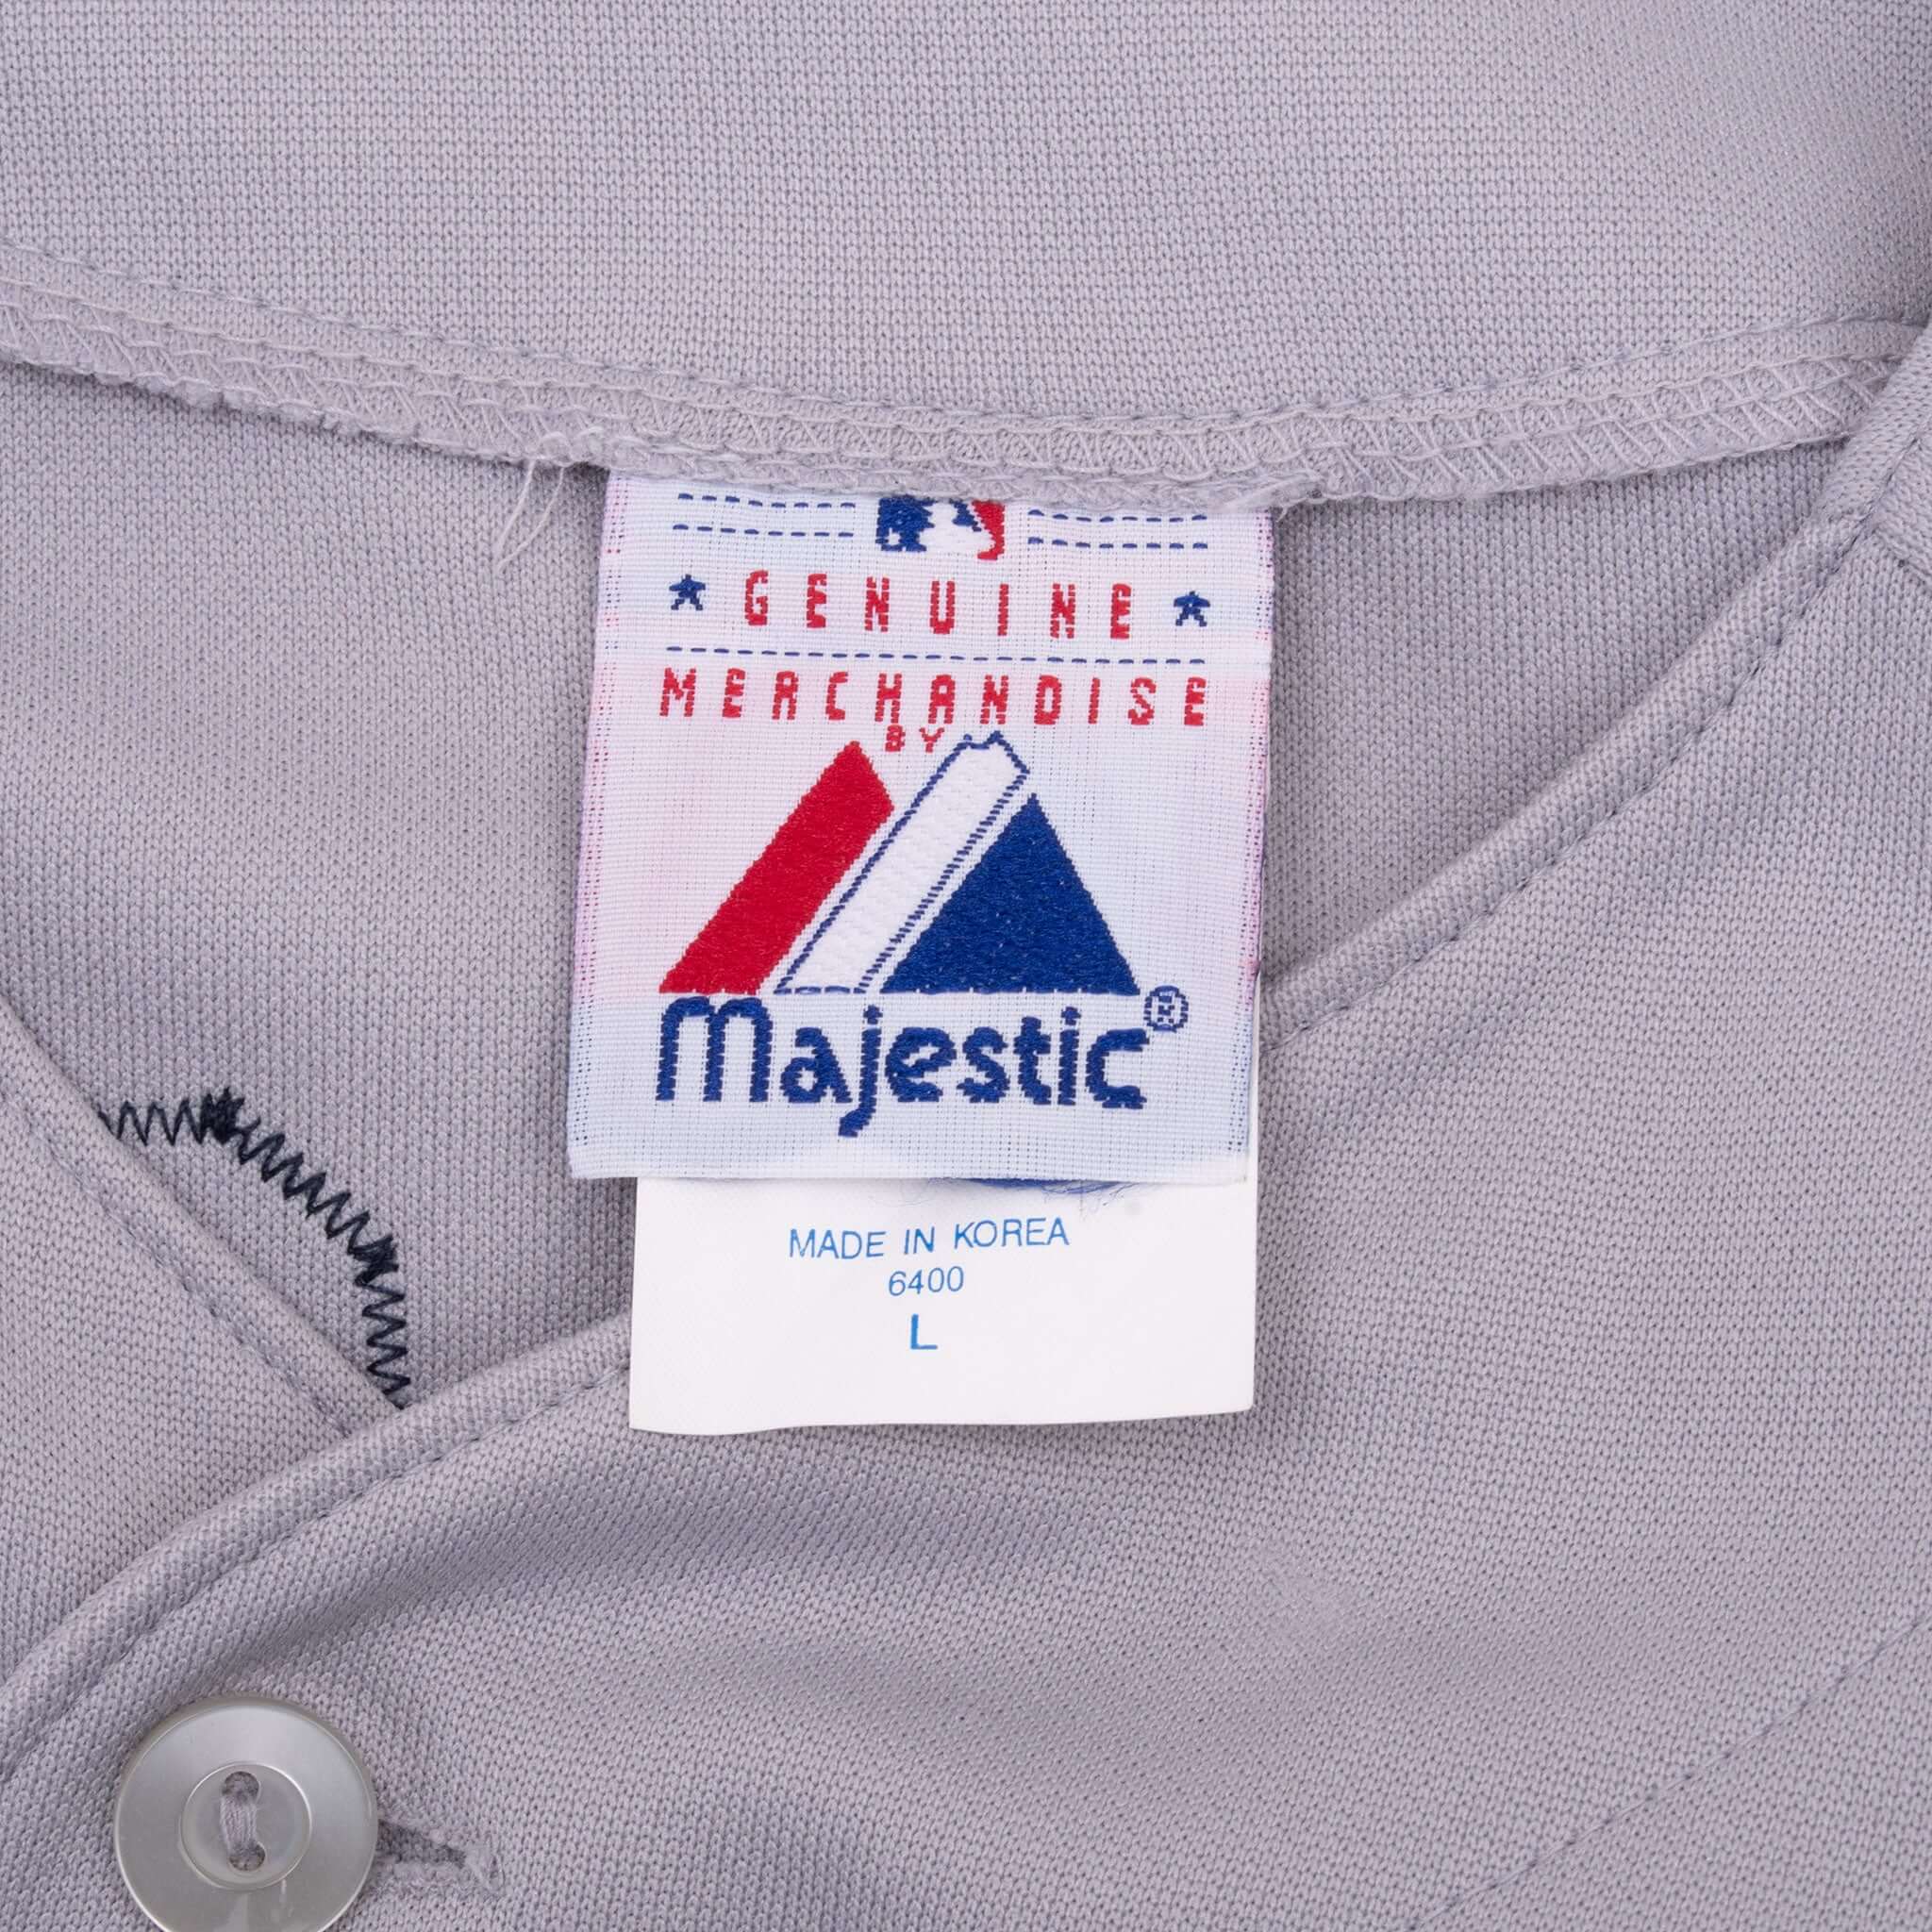 ★ GENUINE ★
MERCHANDISE
BY
Majestic®
MADE IN KOREA
6400
L